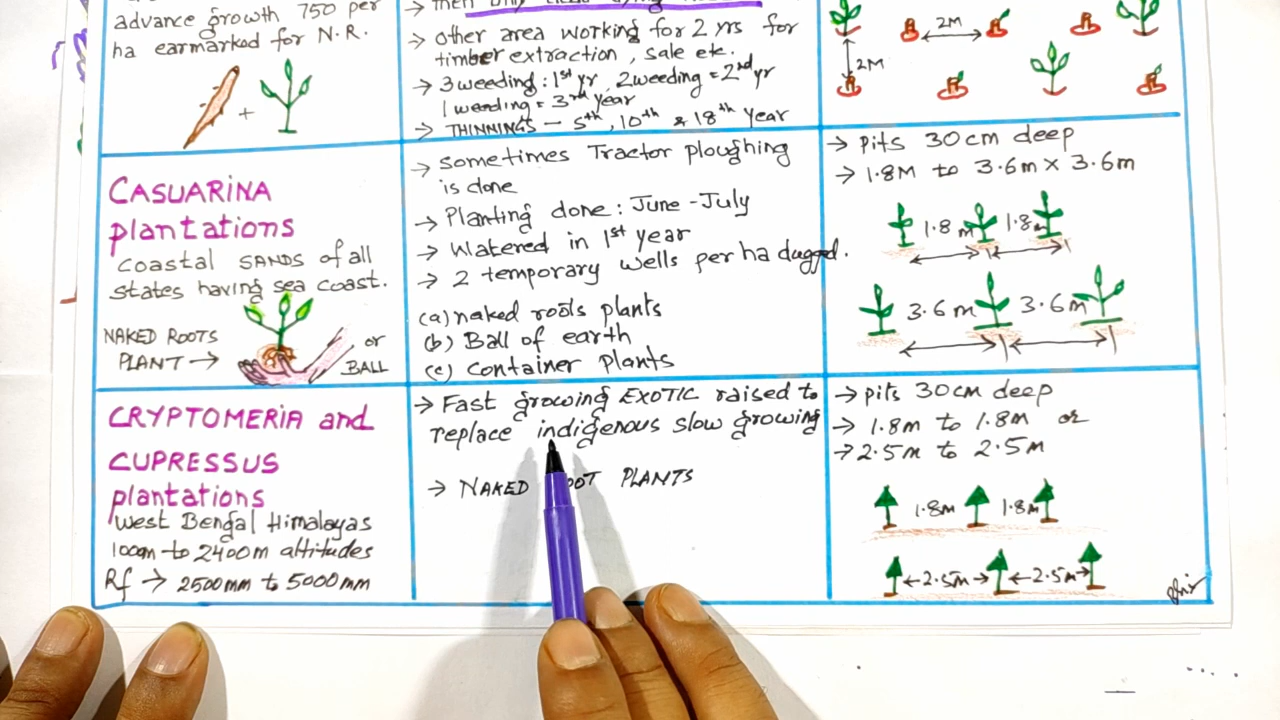 advance growth 750 per
ha earmarked for N.R.
+
→ then only
→ other area working for 2 yrs for
timber extraction, sale etc.
→ 3 weeding : 1st yr, 2 weeding = 2nd yr
1 weeding = 3rd year
→ THINNINGS – 5th, 10th & 18th year
2M
2M
CASUARINA
plantations
coastal SANDS of all
states having sea coast.
NAKED ROOTS
PLANT →
or
BALL
→ sometimes Tractor ploughing
is done
→ Planting done : June - July
→ Watered in 1st year
→ 2 temporary wells per ha dugged.
(a) naked roots plants
(b) Ball of earth
(c) Container plants
→ pits 30 cm deep
→ 1.8M to 3.6m × 3.6m
1.8m 1.8m
3.6m 3.6m
CRYPTOMERIA and
CUPRESSUS
plantations
West Bengal Himalayas
1000m to 2400m altitudes
Rf → 2500mm to 5000mm
→ Fast growing EXOTIC raised to
replace indigenous slow growing
→ NAKED ROOT PLANTS
→ pits 30cm deep
→ 1.8m to 1.8m or
→ 2.5m to 2.5m
1.8m 1.8m
←2.5m→ ←2.5m→